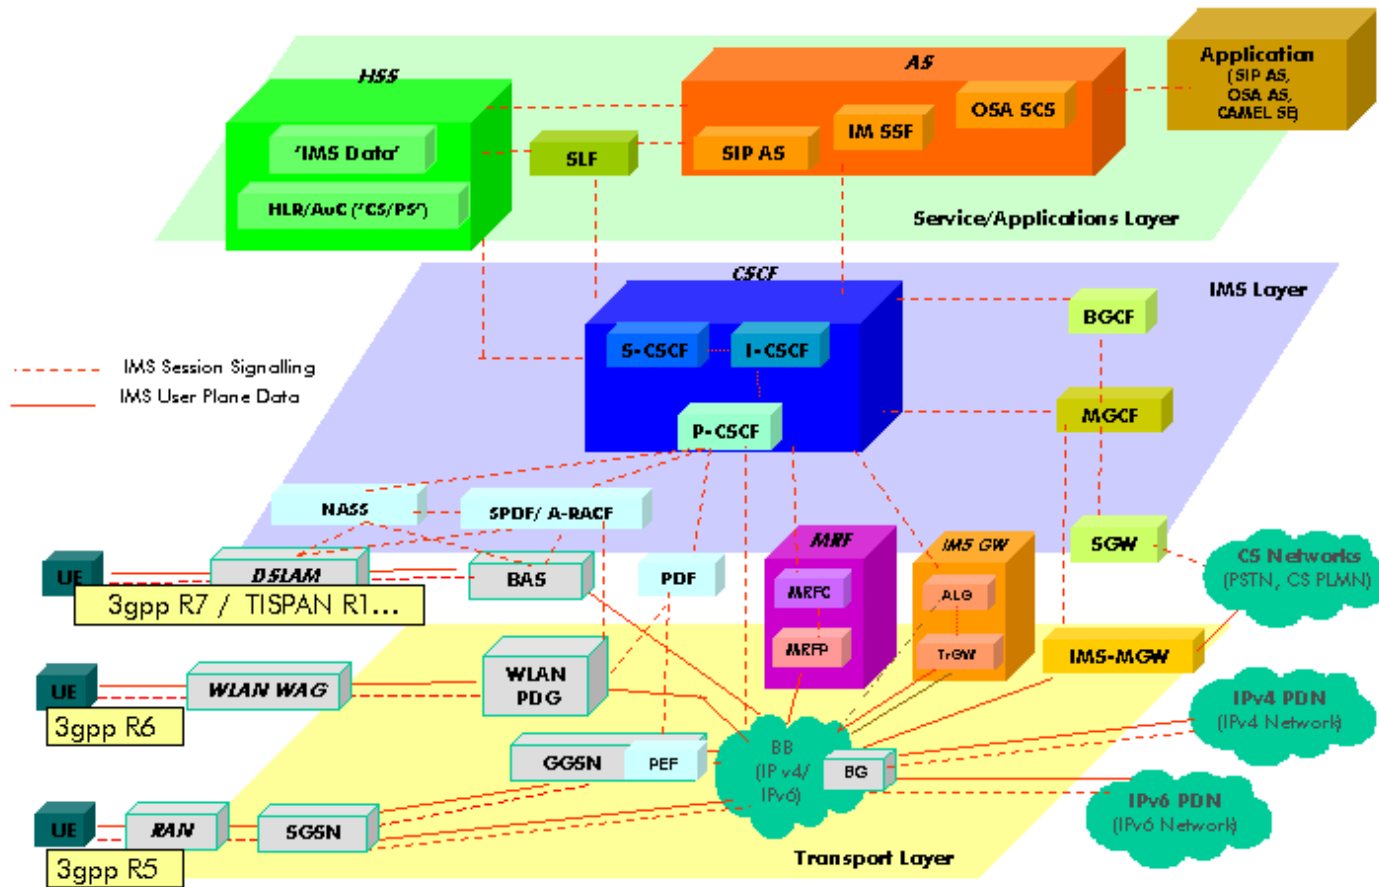 HSS
'IMS Data'
HLR/AuC ('CS/PS')
SLF
AS
SIP AS
IM SSF
OSA SCS
Application
(SIP AS,
OSA AS,
CAMEL SE)
Service/Applications Layer
CSCF
S-CSCF
I-CSCF
P-CSCF
IMS Layer
BGCF
MGCF
SGW
IMS Session Signalling
IMS User Plane Data
NASS
SPDF/ A-RACF
UE
DSLAM
BAS
3gpp R7 / TISPAN R1...
PDF
MRF
MRFC
MRFP
IMS GW
ALG
TrGW
CS Networks
(PSTN, CS PLMN)
IMS-MGW
UE
WLAN WAG
WLAN
PDG
3gpp R6
GGSN
PEF
BB
(IP v4/
IPv6)
BG
IPv4 PDN
(IPv4 Network)
IPv6 PDN
(IPv6 Network)
UE
RAN
SGSN
3gpp R5
Transport Layer